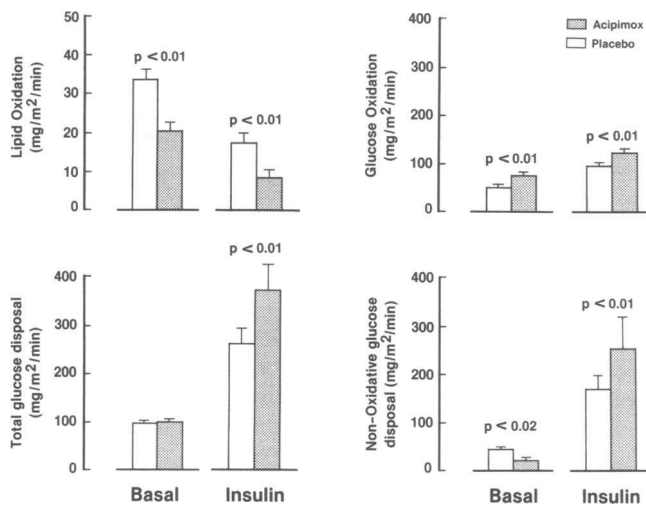 Acipimox
Placebo
Lipid Oxidation
(mg/m²/min)
50
40
30
20
10
0
p < 0.01
p < 0.01
Glucose Oxidation
(mg/m²/min)
400
300
200
100
0
p < 0.01
p < 0.01
Total glucose disposal
(mg/m²/min)
400
300
200
100
0
p < 0.01
Basal
Insulin
Non-Oxidative glucose
disposal (mg/m²/min)
400
300
200
100
0
p < 0.02
p < 0.01
Basal
Insulin